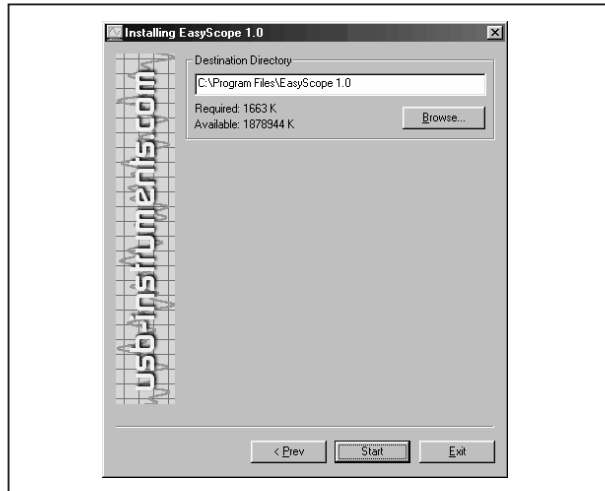 Installing EasyScope 1.0
usb-instruments.com
Destination Directory
C:\Program Files\EasyScope 1.0
Required: 1663 K
Available: 1878944 K
Browse...
< Prev
Start
Exit